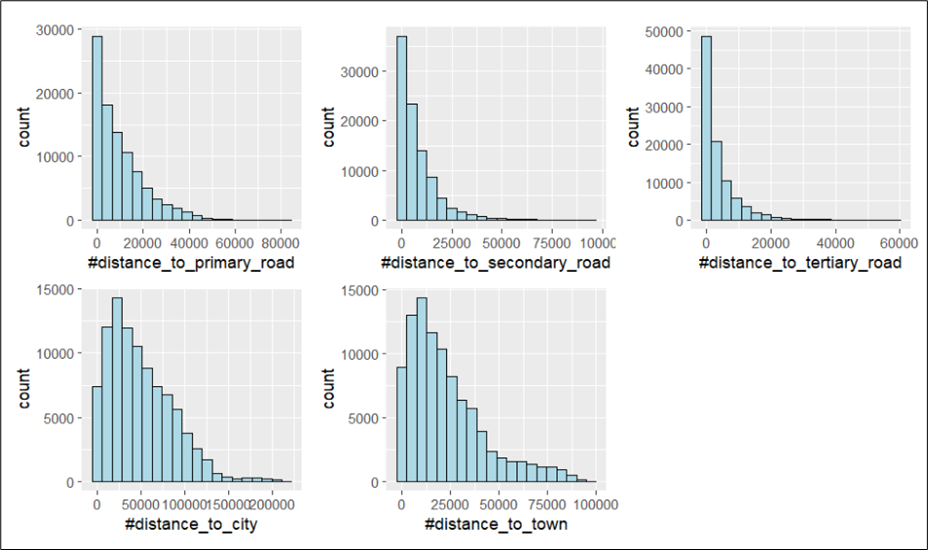 30000
20000
10000
0
count
0 20000 40000 60000 80000
#distance_to_primary_road
30000
20000
10000
0
count
0 25000 50000 75000 10000
#distance_to_secondary_road
50000
40000
30000
20000
10000
0
count
0 20000 40000 60000
#distance_to_tertiary_road
15000
10000
5000
0
count
0 50000 100000 150000 200000
#distance_to_city
15000
10000
5000
0
count
0 25000 50000 75000 100000
#distance_to_town